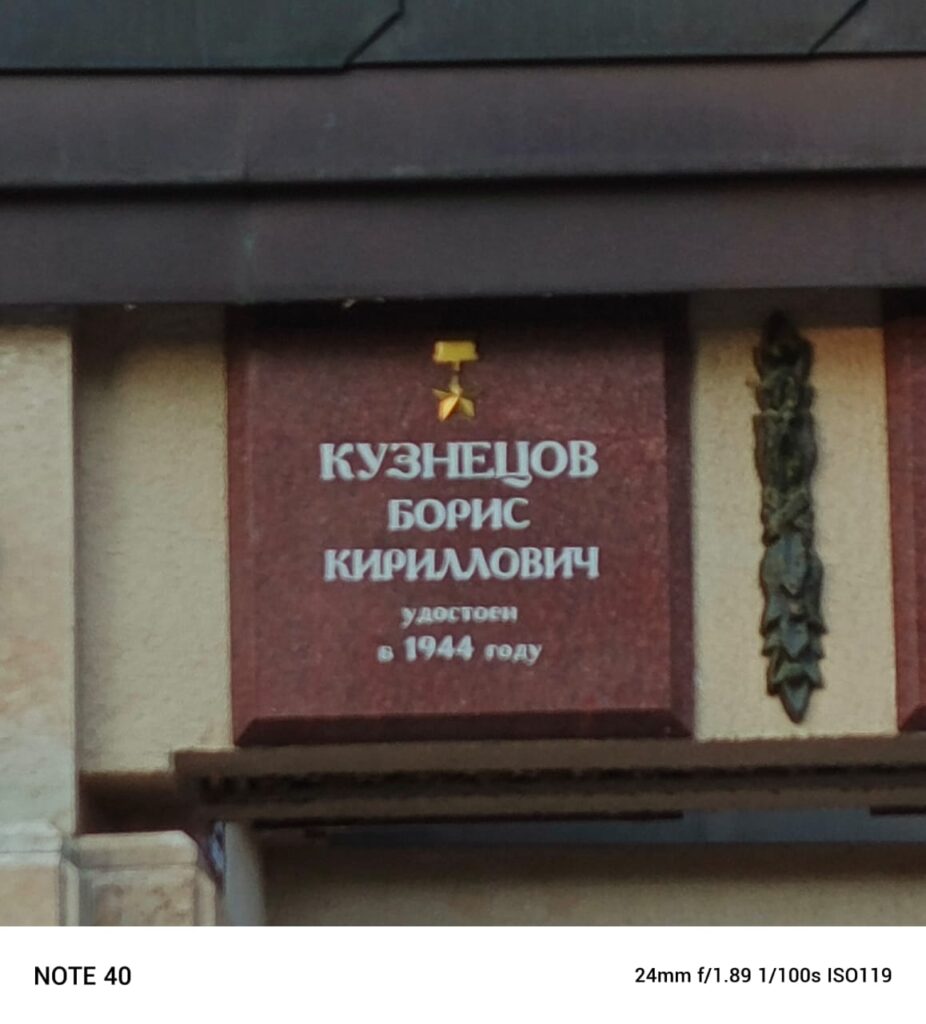 КУЗНЕЦОВ
БОРИС
КИРИЛЛОВИЧ
удостоен
в 1944 году
NOTE 40
24mm f/1.89 1/100s ISO119